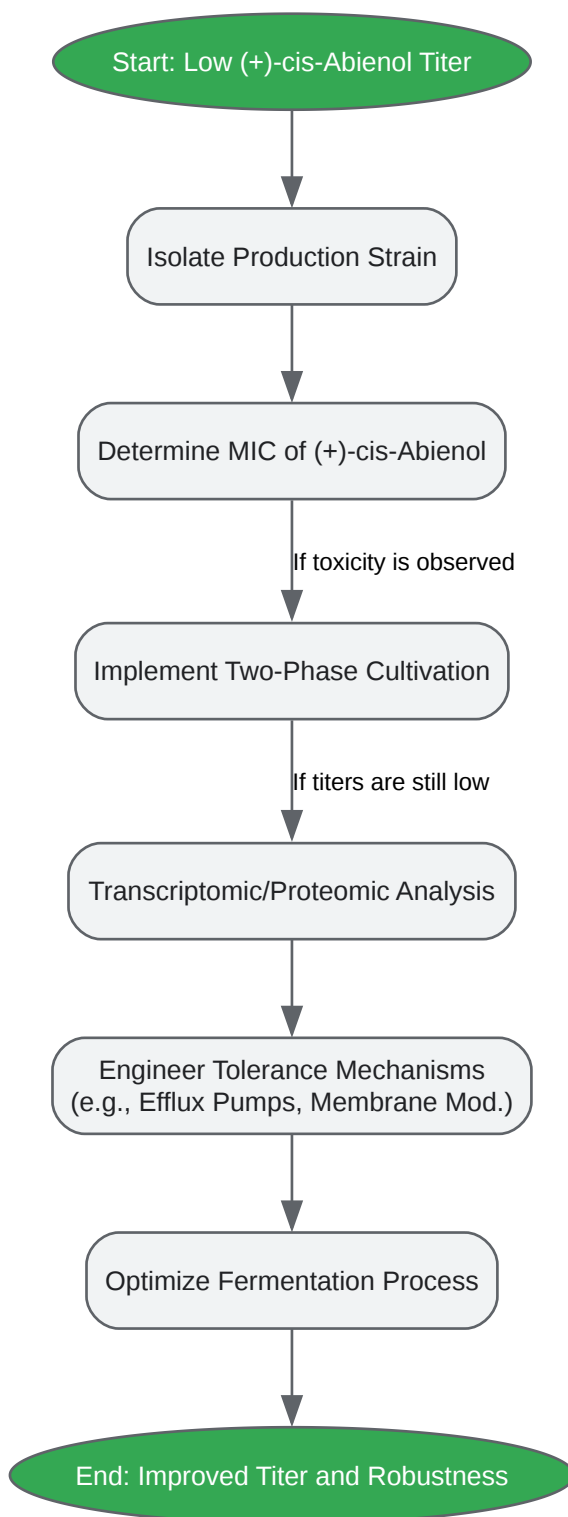 Start: Low (+)-cis-Abienol Titer
Isolate Production Strain
Determine MIC of (+)-cis-Abienol
If toxicity is observed
Implement Two-Phase Cultivation
If titers are still low
Transcriptomic/Proteomic Analysis
Engineer Tolerance Mechanisms
(e.g., Efflux Pumps, Membrane Mod.)
Optimize Fermentation Process
End: Improved Titer and Robustness